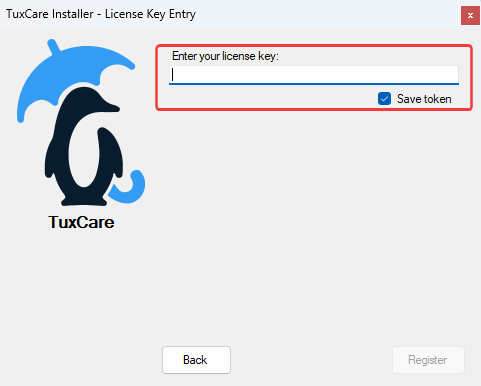 TuxCare Installer - License Key Entry
Enter your license key:
Save token
TuxCare
Back
Register